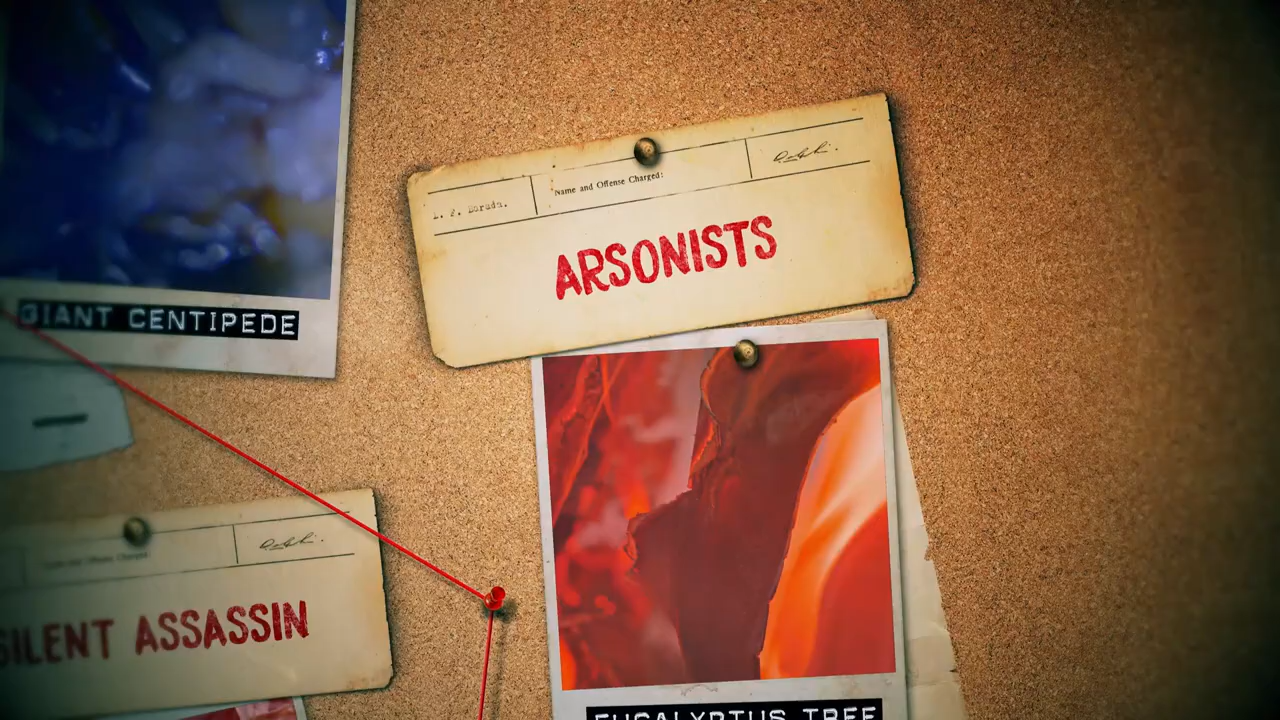 GIANT CENTIPEDE
Name and Offense Charged:
ARSONISTS
SILENT ASSASSIN
EUCALYPTUS TREE